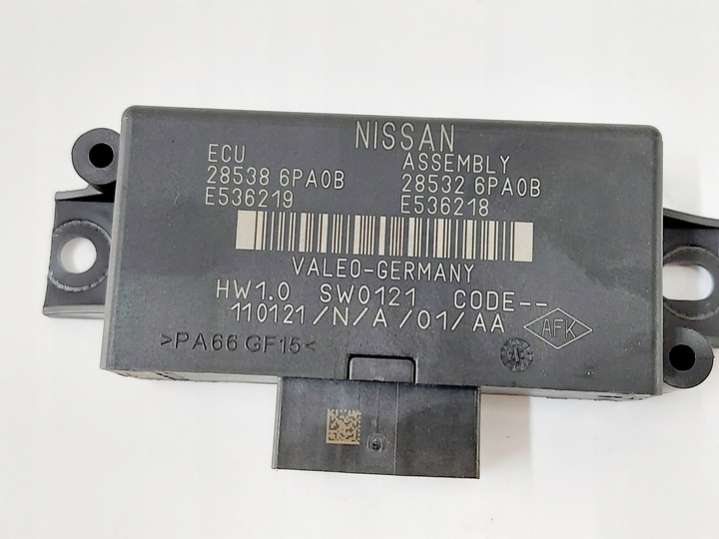 NISSAN
ECU ASSEMBLY
28538 6PA0B 28532 6PA0B
E536219 E536218
VALEO-GERMANY
HW1.0 SW0121 CODE--
110121/N/A/01/AA AFK
>PA66 GF15<